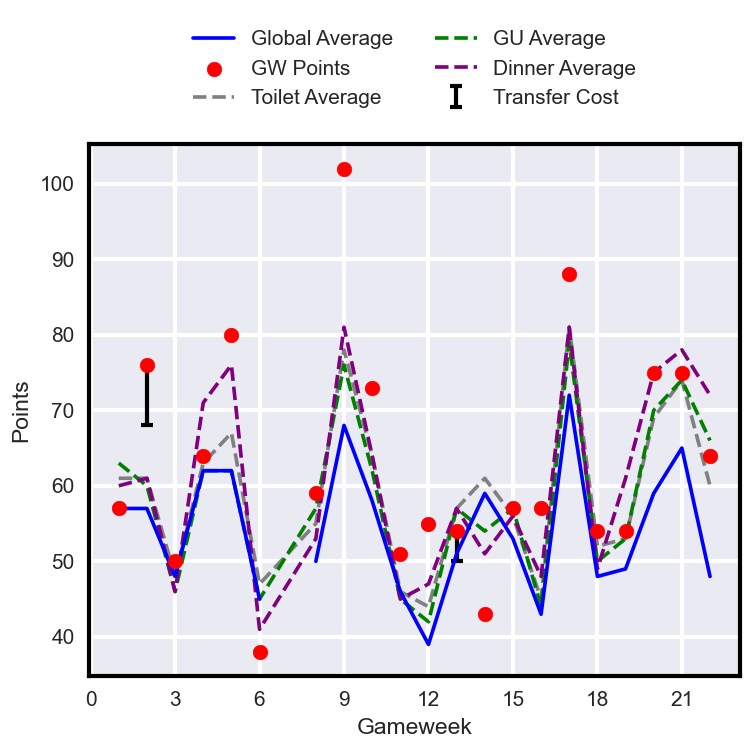 Global Average
GW Points
Toilet Average
GU Average
Dinner Average
Transfer Cost
100
90
80
70
60
50
40
Points
0 3 6 9 12 15 18 21
Gameweek